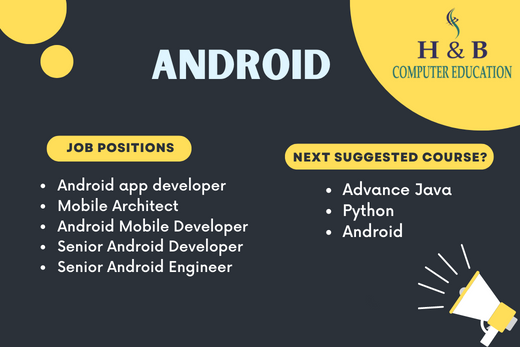 H & B
COMPUTER EDUCATION
ANDROID
JOB POSITIONS
Android app developer
Mobile Architect
Android Mobile Developer
Senior Android Developer
Senior Android Engineer
NEXT SUGGESTED COURSE?
Advance Java
Python
Android